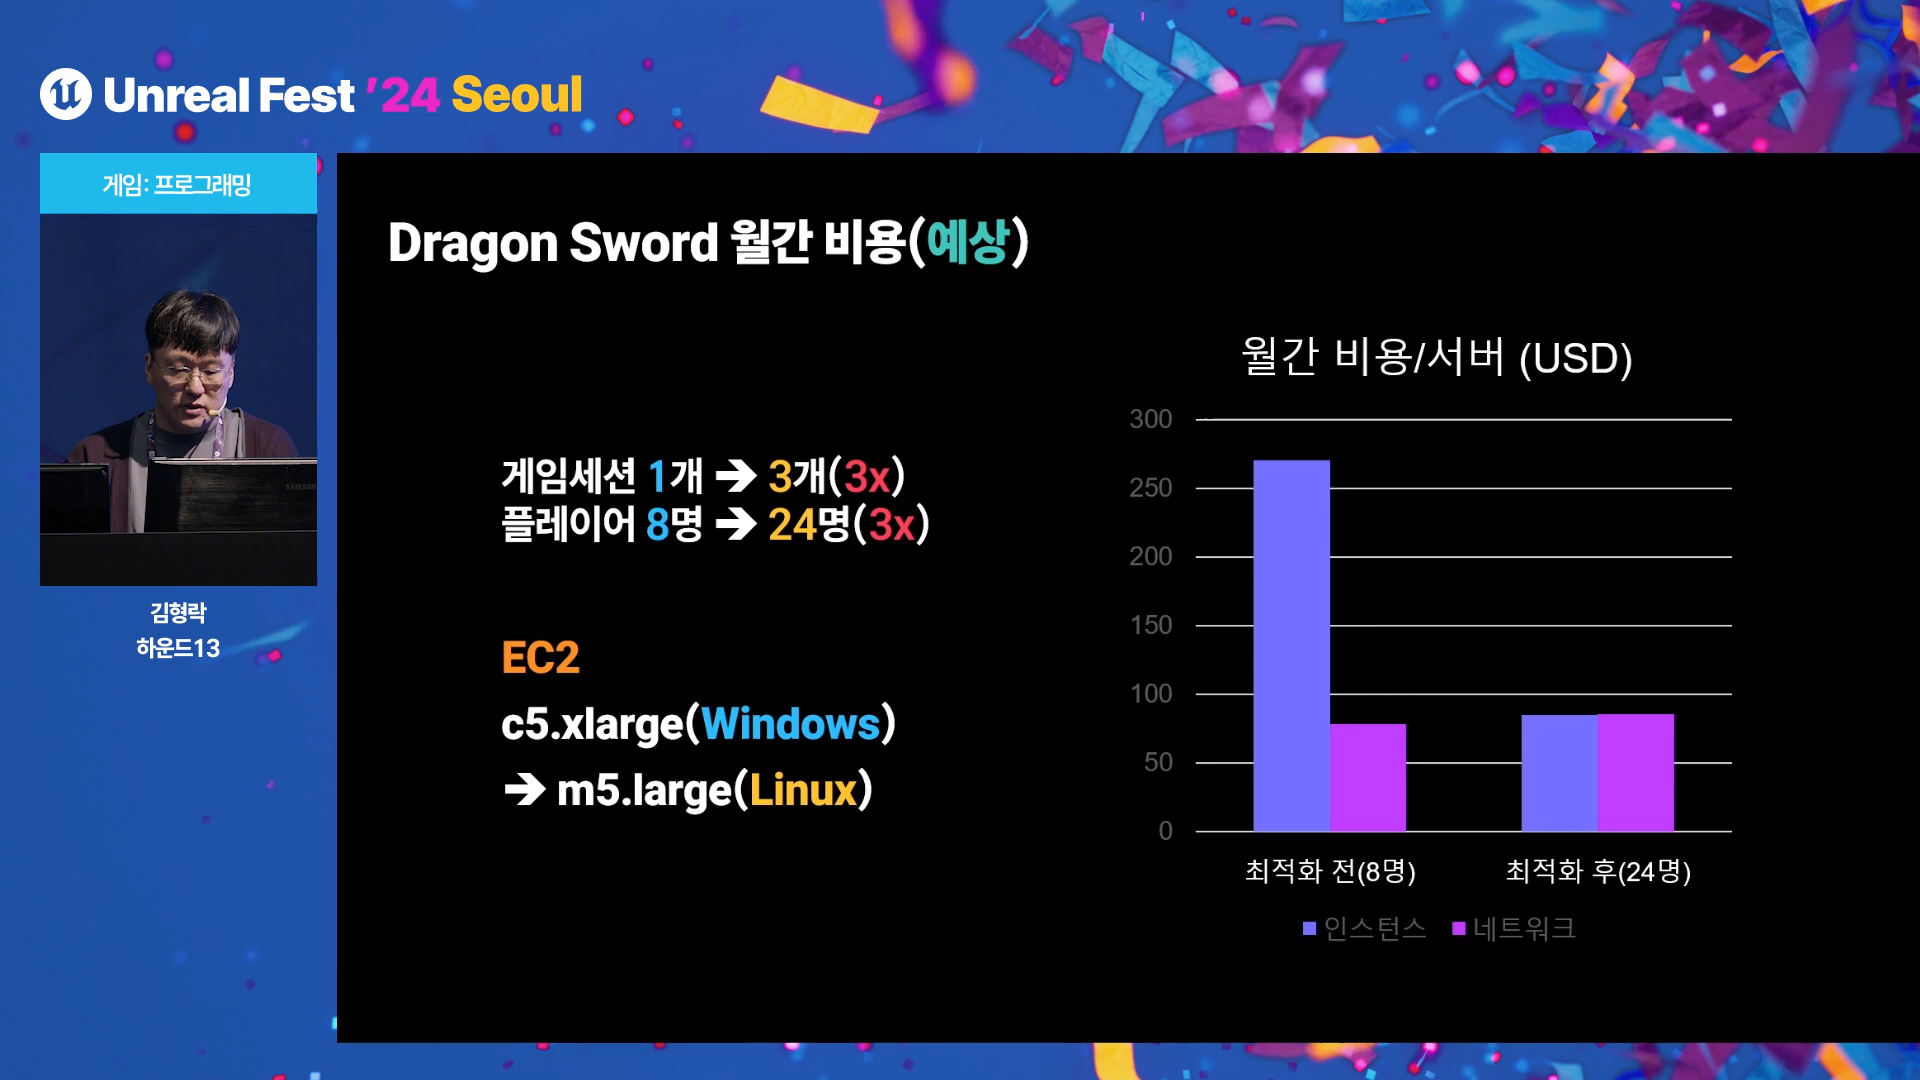 Unreal Fest '24 Seoul
게임: 프로그래밍
김형락
하운드13
Dragon Sword 월간 비용(예상)
게임세션 1개 ➔ 3개(3x)
플레이어 8명 ➔ 24명(3x)
EC2
c5.xlarge(Windows)
➔ m5.large(Linux)
월간 비용/서버 (USD)
300
250
200
150
100
50
0
최적화 전(8명)
최적화 후(24명)
인스턴스 네트워크
SAMSUNG